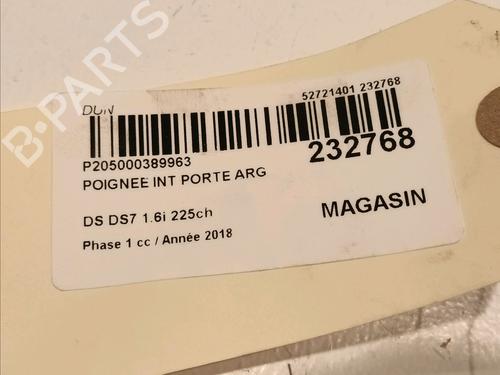 B-PARTS
DUN
52721401 232768
P205000389963
232768
POIGNEE INT PORTE ARG
DS DS7 1.6i 225ch
MAGASIN
Phase 1 cc / Année 2018